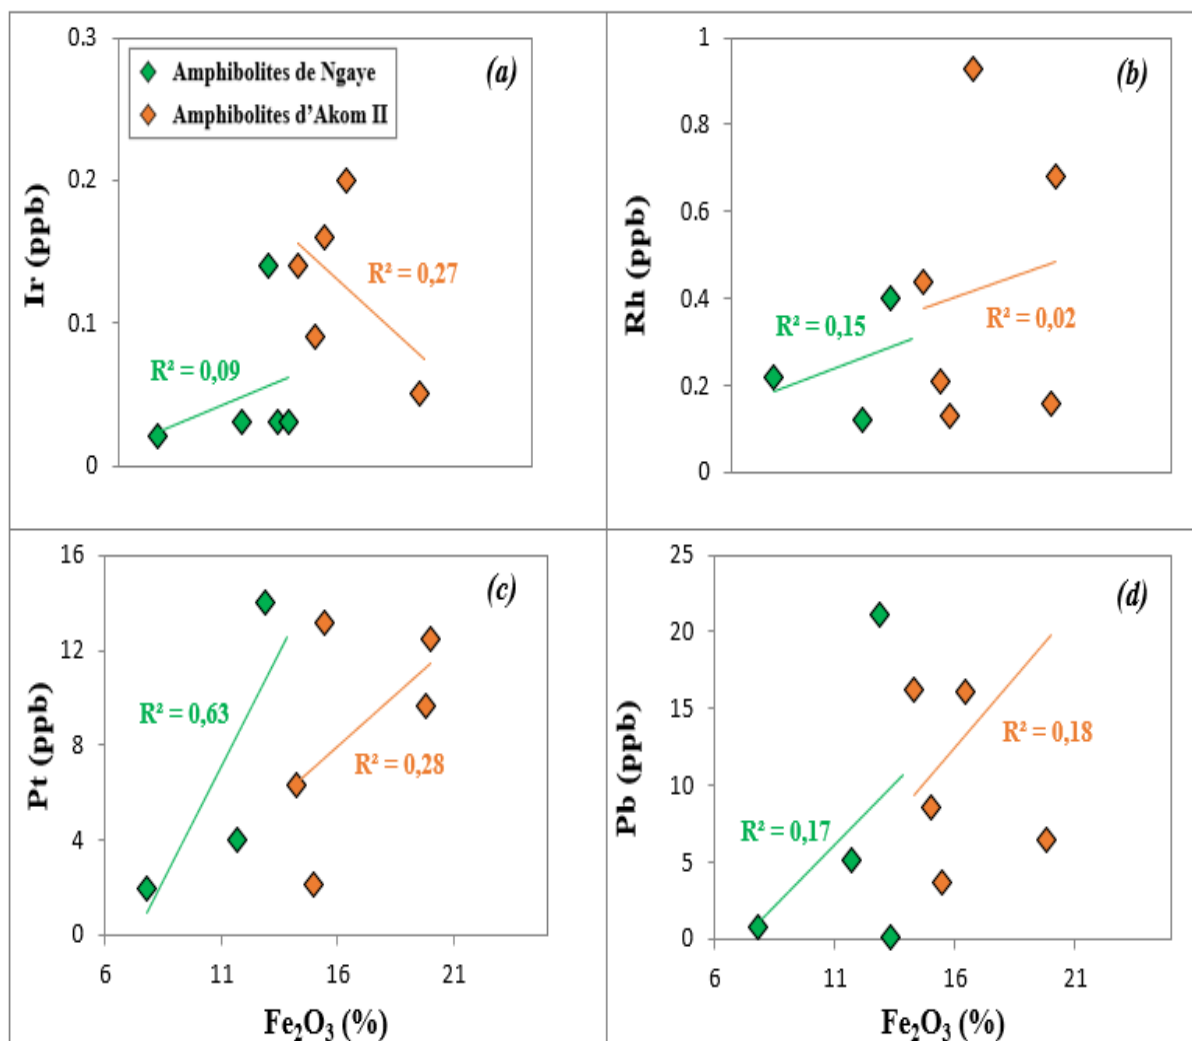 0.3
0.2
0.1
0
Ir (ppb)
Amphibolites de Ngaye
Amphibolites d'Akom II
(a)
R² = 0,27
R² = 0,09
1
0.8
0.6
0.4
0.2
0
Rh (ppb)
(b)
R² = 0,15
R² = 0,02
16
12
8
4
0
Pt (ppb)
(c)
R² = 0,63
R² = 0,28
6 11 16 21
Fe₂O₃ (%)
25
20
15
10
5
0
Pb (ppb)
(d)
R² = 0,18
R² = 0,17
6 11 16 21
Fe₂O₃ (%)